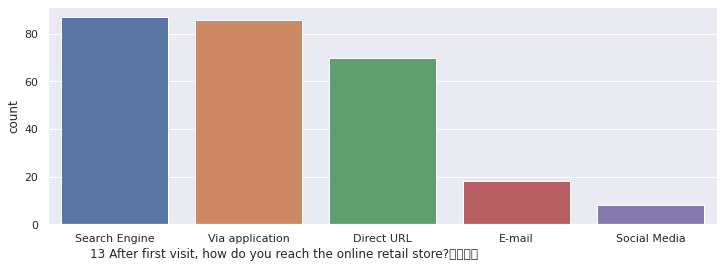 80
60
40
20
0
count
Search Engine Via application Direct URL E-mail Social Media
13 After first visit, how do you reach the online retail store?